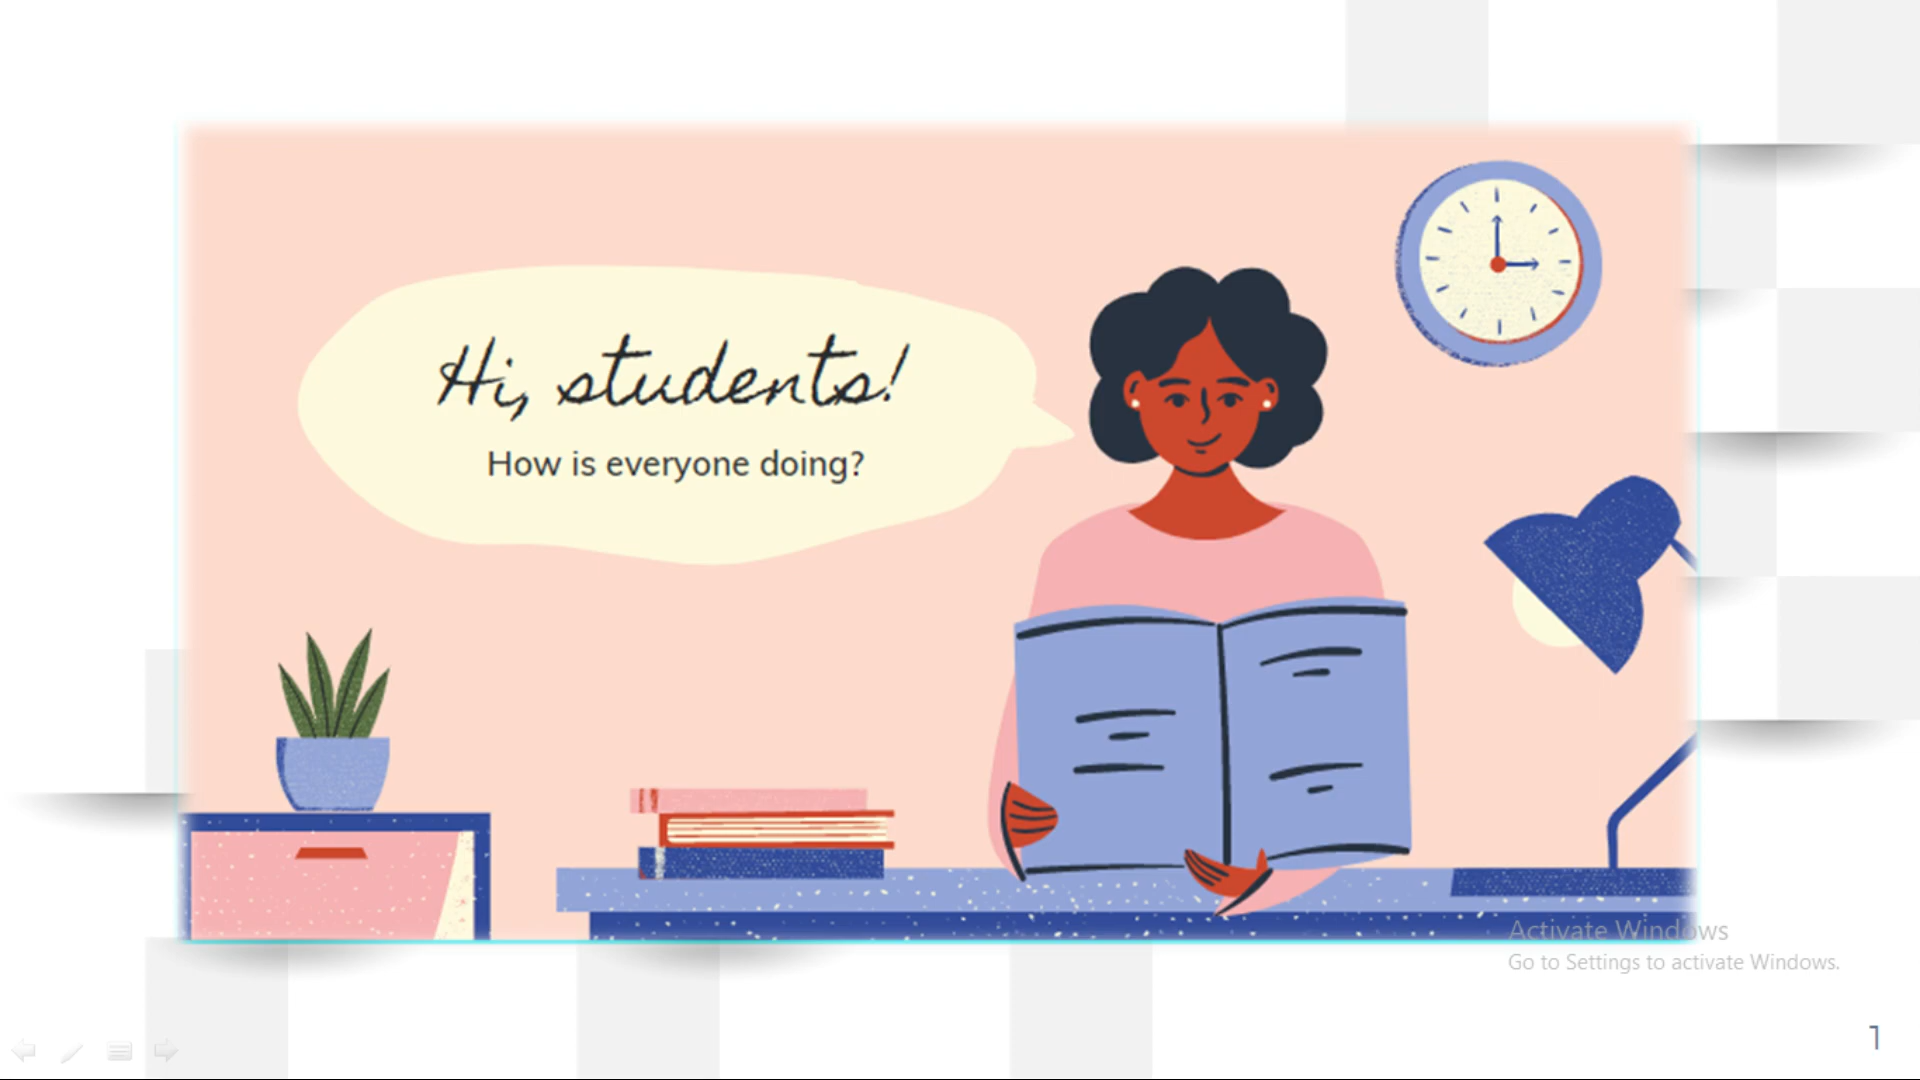 Hi, students!
How is everyone doing?
Activate Windows
Go to Settings to activate Windows.
1